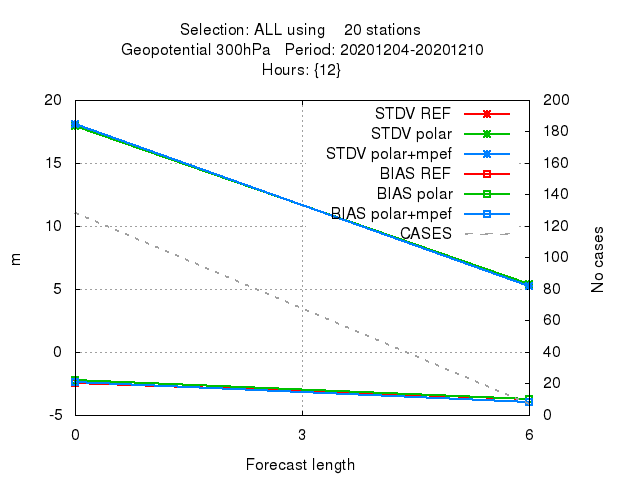 Selection: ALL using    20 stations
Geopotential 300hPa   Period: 20201204-20201210
Hours: {12}
20
15
10
5
0
-5
m
STDV REF
STDV polar
STDV polar+mpef
BIAS REF
BIAS polar
BIAS polar+mpef
CASES
200
180
160
140
120
100
80
60
40
20
0
No cases
0 3 6
Forecast length